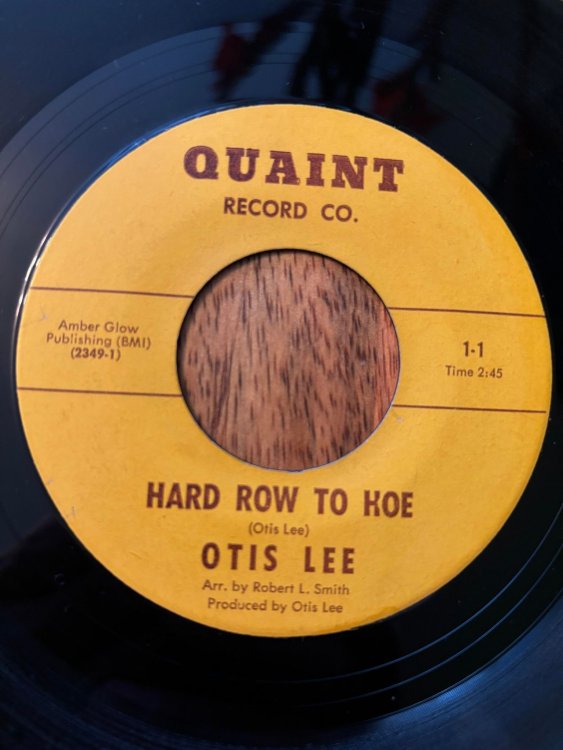 QUAINT
RECORD CO.
Amber Glow
Publishing (BMI)
(2349-1)
1-1
Time 2:45
HARD ROW TO KOE
(Otis Lee)
OTIS LEE
Arr. by Robert L. Smith
Produced by Otis Lee